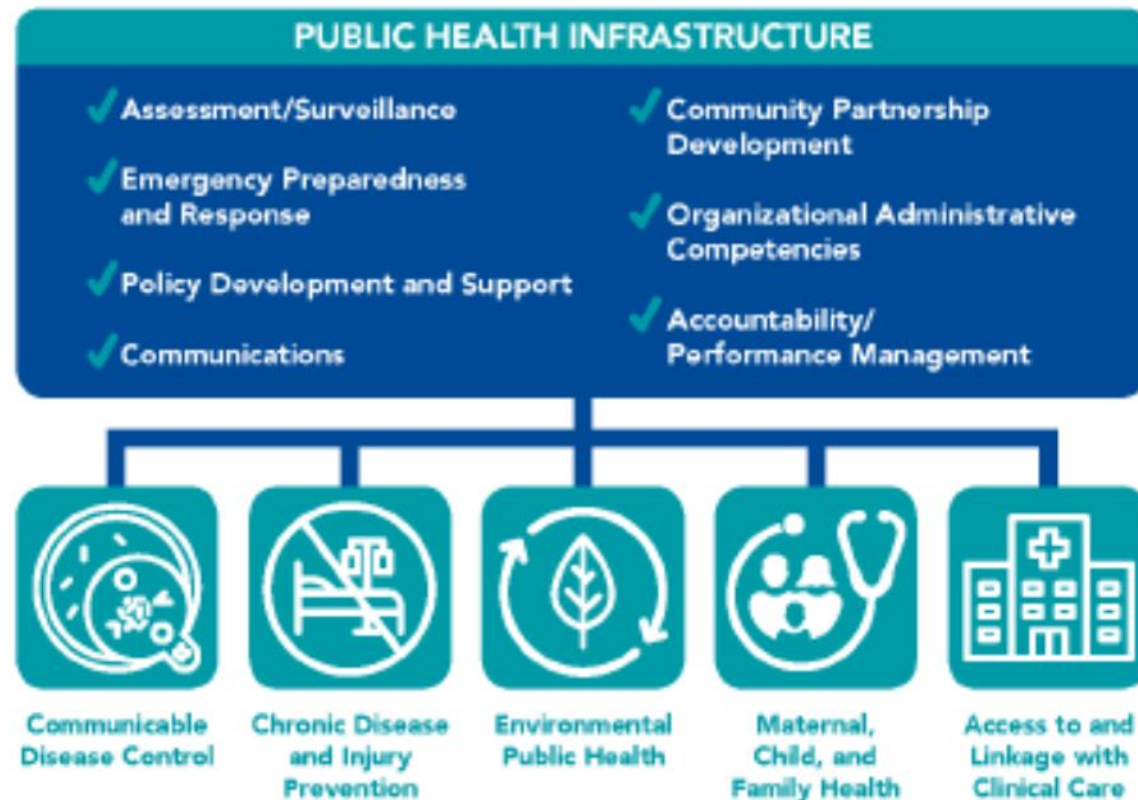 PUBLIC HEALTH INFRASTRUCTURE
Assessment/Surveillance
Emergency Preparedness
and Response
Policy Development and Support
Communications
Community Partnership
Development
Organizational Administrative
Competencies
Accountability/
Performance Management
Communicable
Disease Control
Chronic Disease
and Injury
Prevention
Environmental
Public Health
Maternal,
Child, and
Family Health
Access to and
Linkage with
Clinical Care